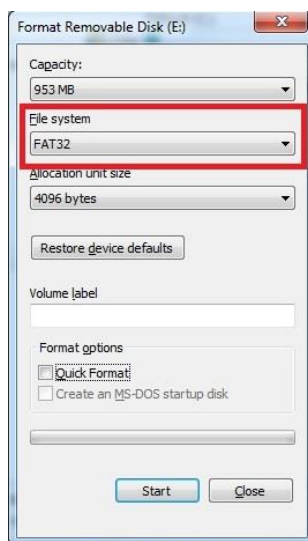 Format Removable Disk (E:)
Capacity:
953 MB
File system
FAT32
Allocation unit size
4096 bytes
Restore device defaults
Volume label
Format options
Quick Format
Create an MS-DOS startup disk
Start Close